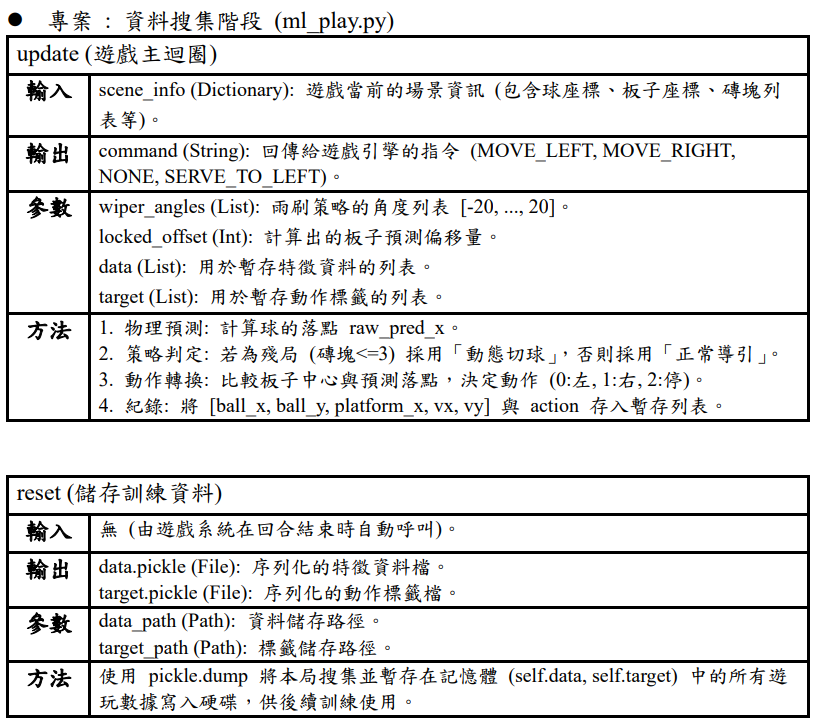 ● 專案 : 資料搜集階段 (ml_play.py)
update (遊戲主迴圈)
輸入
scene_info (Dictionary): 遊戲當前的場景資訊 (包含球座標、板子座標、磚塊列
表等)。
輸出
command (String): 回傳給遊戲引擎的指令 (MOVE_LEFT, MOVE_RIGHT,
NONE, SERVE_TO_LEFT)。
參數
wiper_angles (List): 雨刷策略的角度列表 [-20, ..., 20]。
locked_offset (Int): 計算出的板子預測偏移量。
data (List): 用於暫存特徵資料的列表。
target (List): 用於暫存動作標籤的列表。
方法
1. 物理預測: 計算球的落點 raw_pred_x。
2. 策略判定: 若為殘局 (磚塊<=3) 採用「動態切球」，否則採用「正常導引」。
3. 動作轉換: 比較板子中心與預測落點，決定動作 (0:左, 1:右, 2:停)。
4. 紀錄: 將 [ball_x, ball_y, platform_x, vx, vy] 與 action 存入暫存列表。
reset (儲存訓練資料)
輸入
無 (由遊戲系統在回合結束時自動呼叫)。
輸出
data.pickle (File): 序列化的特徵資料檔。
target.pickle (File): 序列化的動作標籤檔。
參數
data_path (Path): 資料儲存路徑。
target_path (Path): 標籤儲存路徑。
方法
使用 pickle.dump 將本局搜集並暫存在記憶體 (self.data, self.target) 中的所有遊
玩數據寫入硬碟，供後續訓練使用。